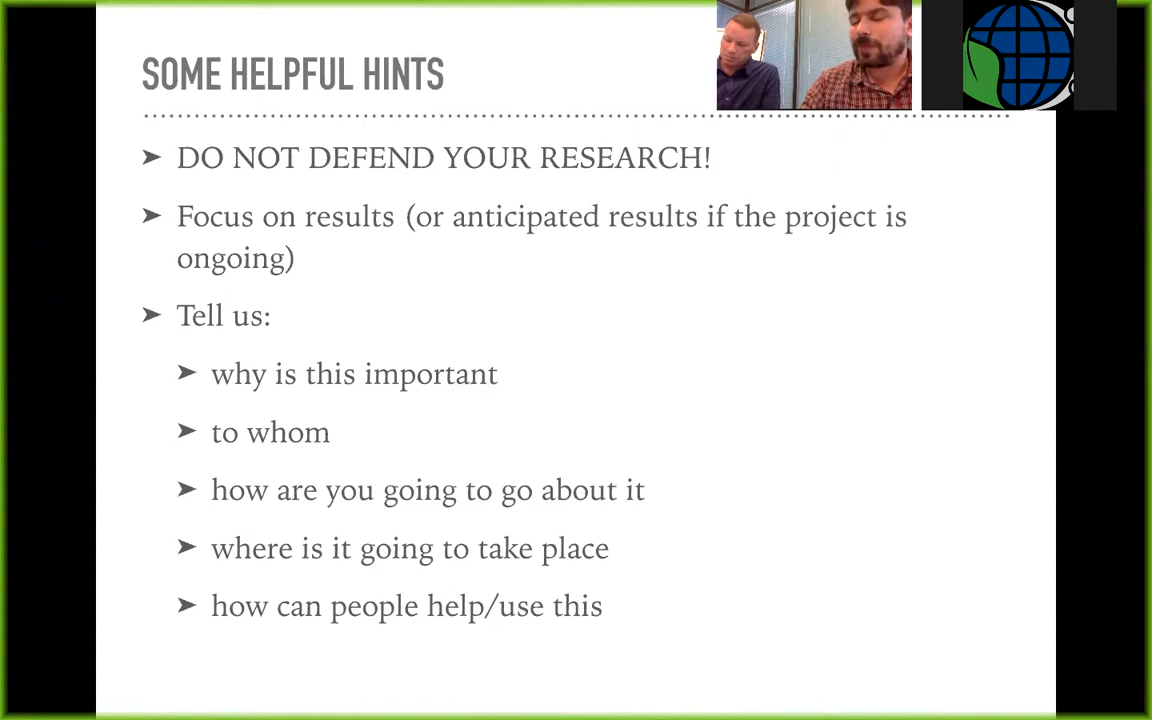 SOME HELPFUL HINTS
➤ DO NOT DEFEND YOUR RESEARCH!
➤ Focus on results (or anticipated results if the project is
ongoing)
➤ Tell us:
➤ why is this important
➤ to whom
➤ how are you going to go about it
➤ where is it going to take place
➤ how can people help/use this